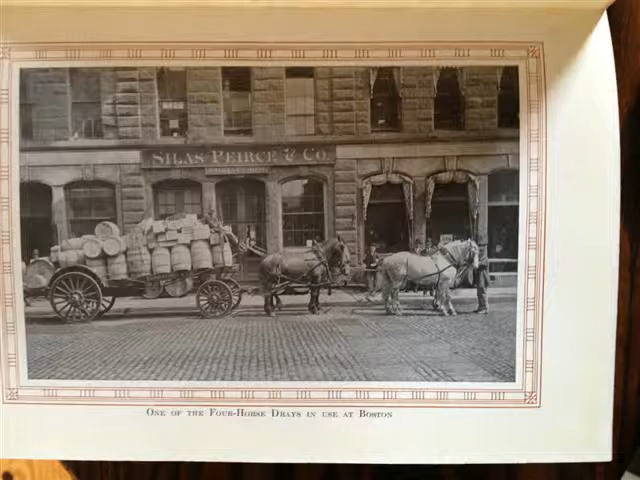 SILAS PEIRCE & CO.
ONE OF THE FOUR-HORSE DRAYS IN USE AT BOSTON